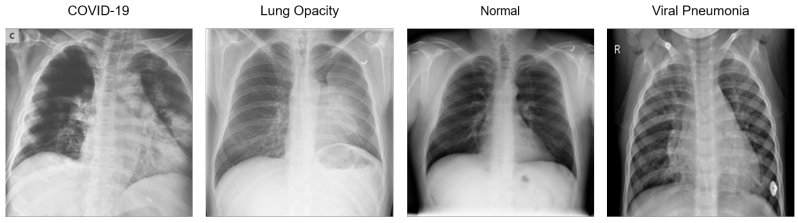 COVID-19
Lung Opacity
Normal
Viral Pneumonia
C
R